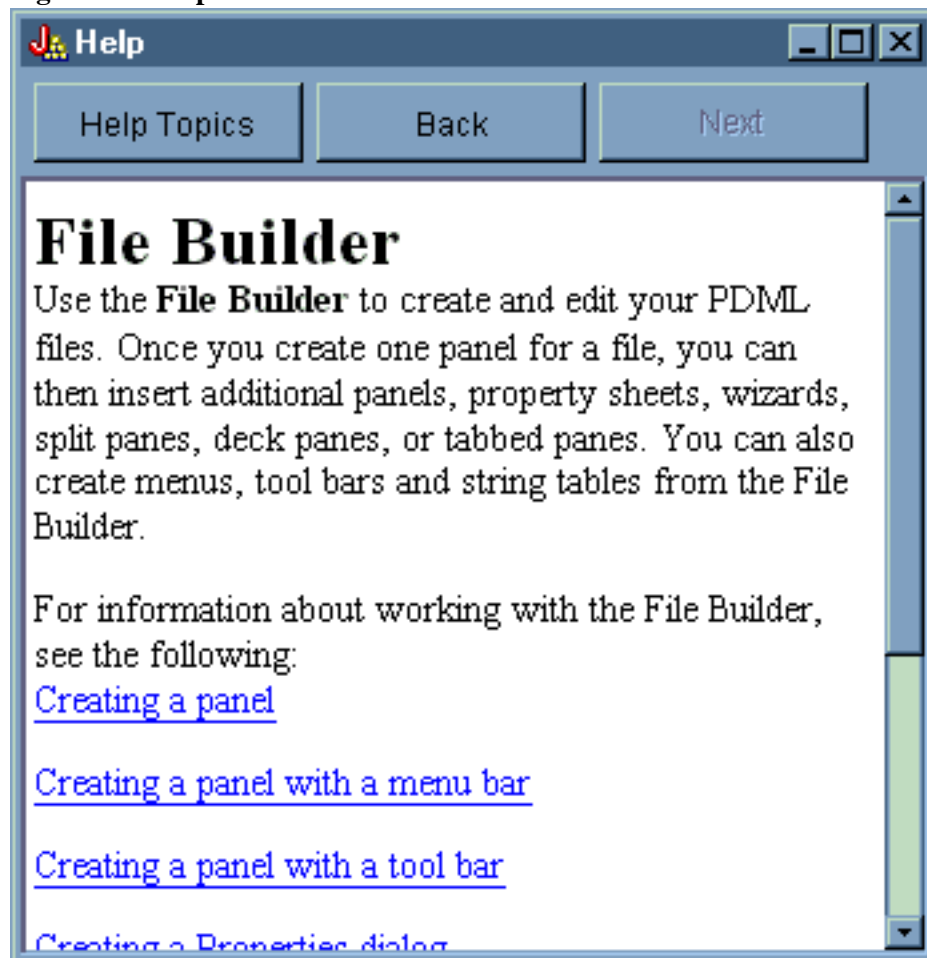 Help
Help Topics Back Next
File Builder
Use the File Builder to create and edit your PDML
files. Once you create one panel for a file, you can
then insert additional panels, property sheets, wizards,
split panes, deck panes, or tabbed panes. You can also
create menus, tool bars and string tables from the File
Builder.
For information about working with the File Builder,
see the following:
Creating a panel
Creating a panel with a menu bar
Creating a panel with a tool bar
Creating a Properties dialog